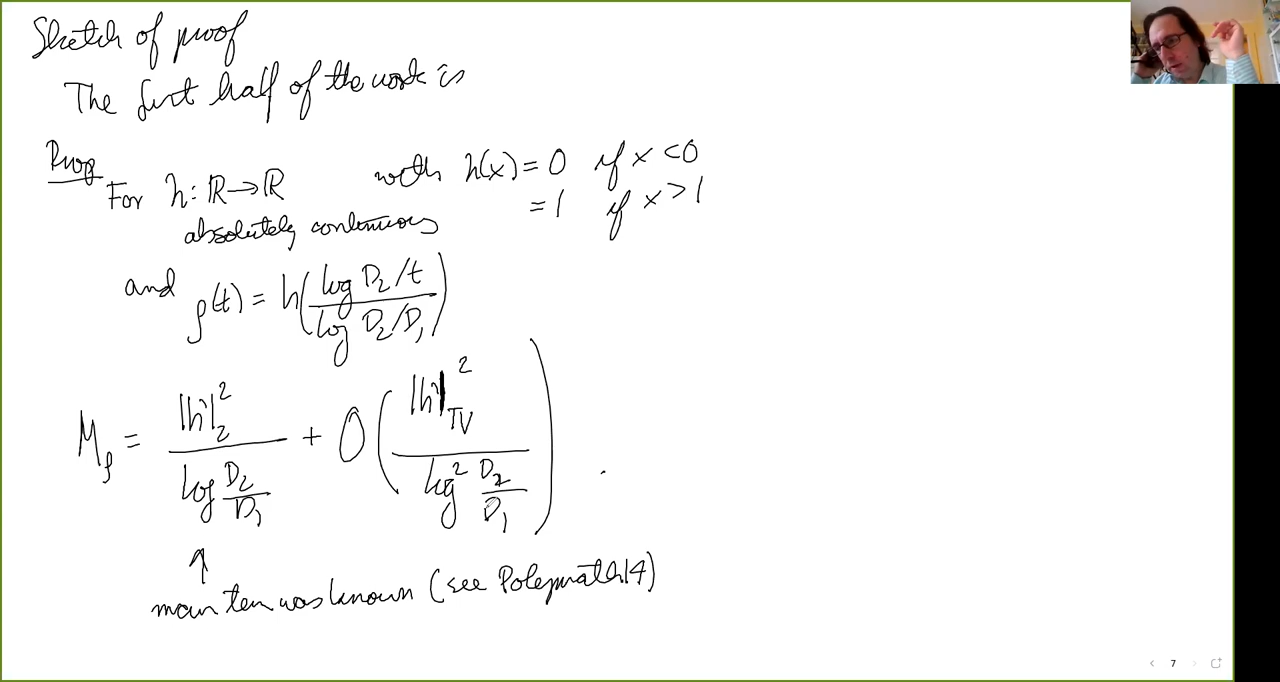 Sketch of proof
The first half of the work is
Prop
For h: ℝ→ℝ with h(x) = 0 if x < 0
= 1 if x > 1
absolutely continuous
and ρ(t) = h( log D₂/t / log D₂/D₁ )
M_ρ = |h'|₂² / log D₂/D₁ + O( |h'|²_TV / log² D₂/D₁ )
↑
main term was known (see Polymath14)
< 7 >